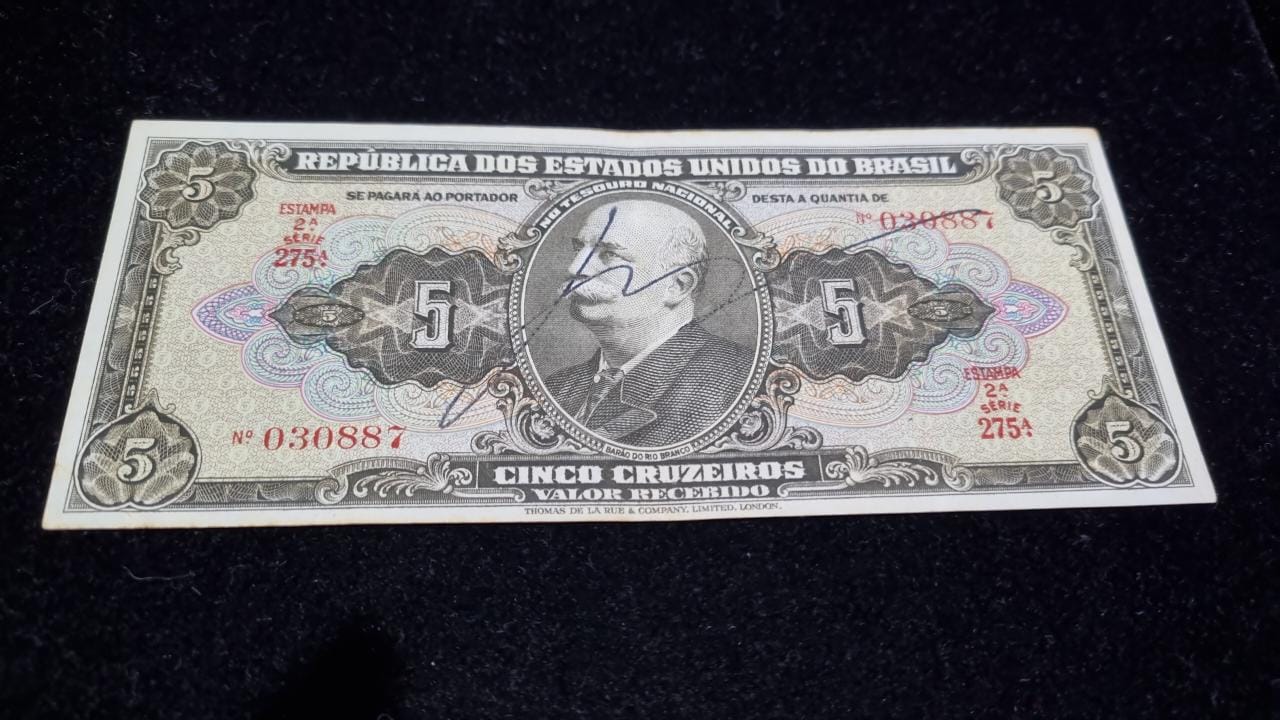 REPÚBLICA DOS ESTADOS UNIDOS DO BRASIL
5
5
SE PAGARÁ AO PORTADOR
NO TESOURO NACIONAL
DESTA A QUANTIA DE
ESTAMPA
2ª
SÉRIE
275ª
Nº 030887
5
5
5
5
ESTAMPA
2ª
SÉRIE
275ª
Nº 030887
BARÃO DO RIO BRANCO
5
5
CINCO CRUZEIROS
VALOR RECEBIDO
THOMAS DE LA RUE & COMPANY, LIMITED, LONDON.